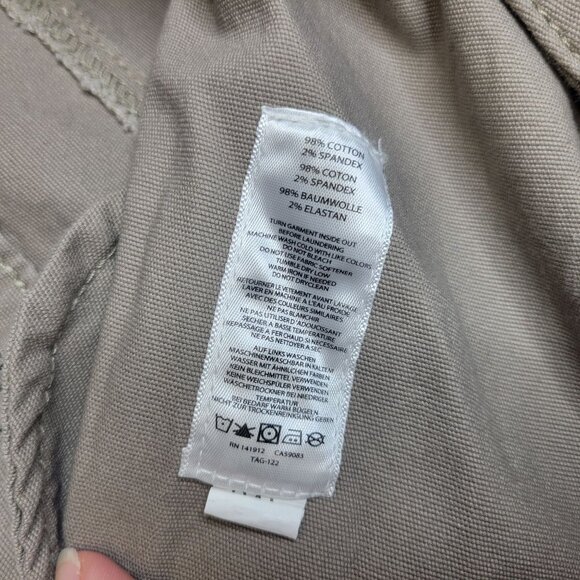 98% COTTON
2% SPANDEX
98% COTON
2% SPANDEX
98% BAUMWOLLE
2% ELASTAN
TURN GARMENT INSIDE OUT
BEFORE LAUNDERING
MACHINE WASH COLD WITH LIKE COLORS
DO NOT BLEACH
DO NOT USE FABRIC SOFTENER
TUMBLE DRY LOW
WARM IRON IF NEEDED
DO NOT DRYCLEAN
RETOURNER LE VETEMENT AVANT LAVAGE
LAVER EN MACHINE A L'EAU FROIDE
AVEC DES COULEURS SIMILAIRES
NE PAS BLANCHIR
NE PAS UTILISER D'ADOUCISSANT
SECHER A BASSE TEMPERATURE
REPASSAGE A FER CHAUD SI NECESSAIRE
NE PAS NETTOYER A SEC
AUF LINKS WASCHEN
MASCHINENWASCHBAR IN KALTEM
WASSER MIT ÄHNLICHEN FARBEN
KEIN BLEICHMITTEL VERWENDEN
KEINE WEICHSPÜLER VERWENDEN
WÄSCHETROCKNER BEI NIEDRIGER
TEMPERATUR
BEI BEDARF WARM BÜGELN
NICHT ZUR TROCKENREINIGUNG GEBEN
RN 141912 CA59083
TAG-122